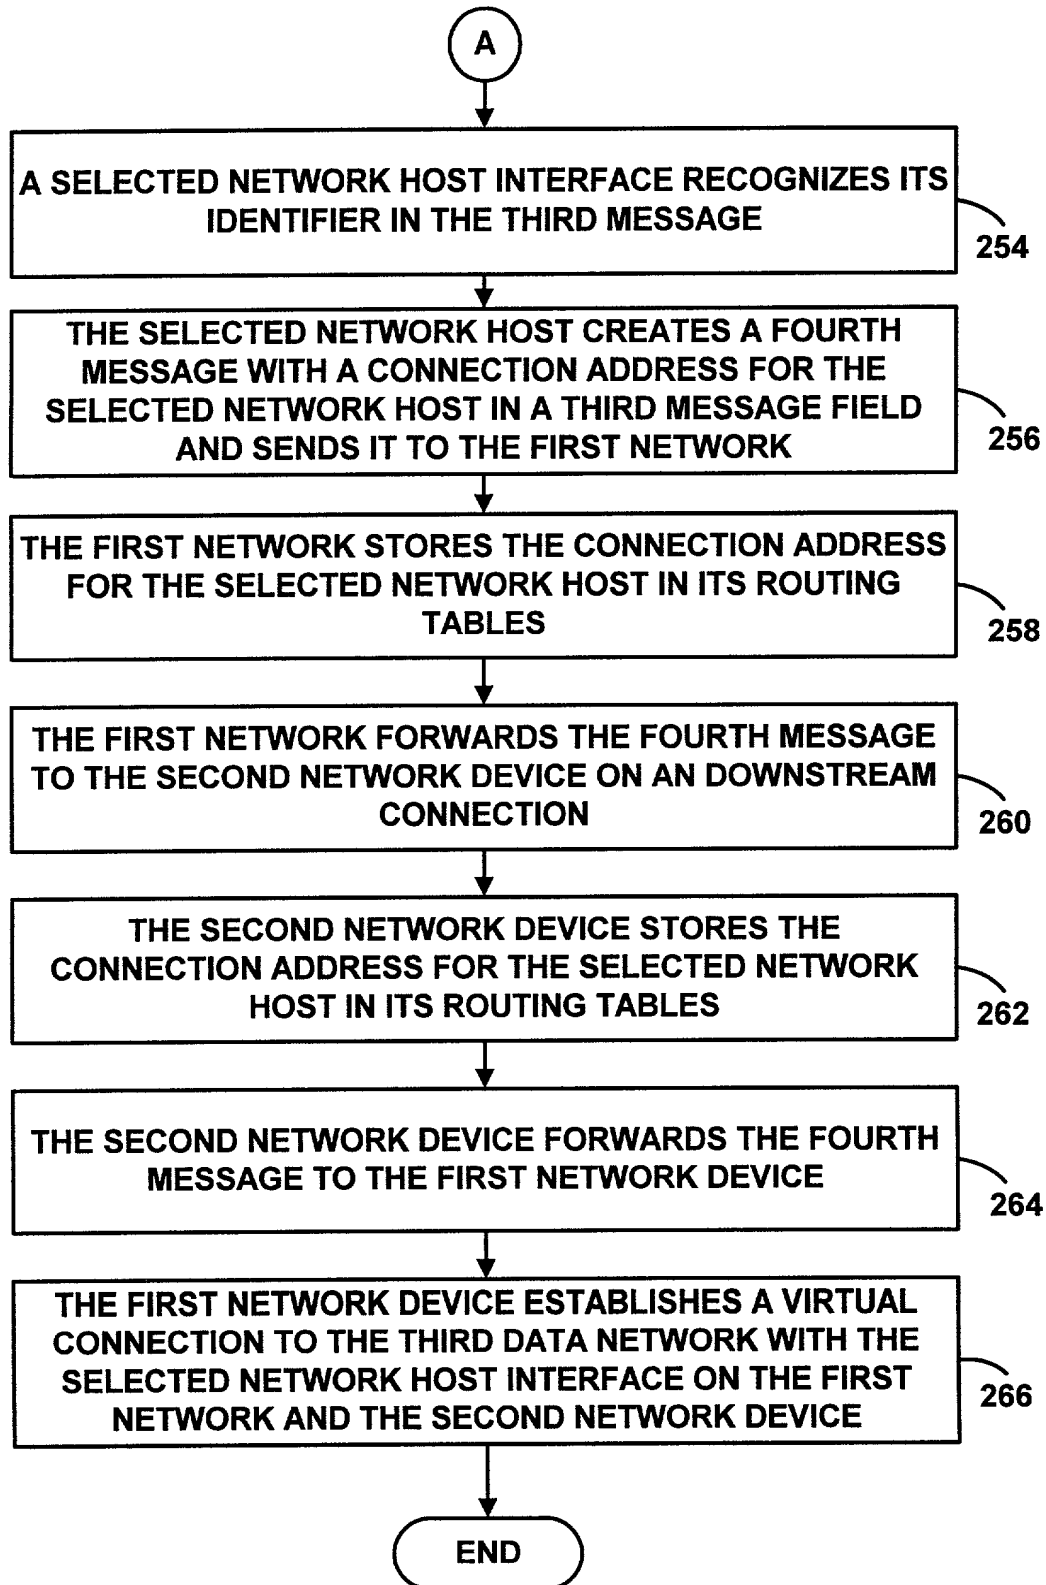 A
A SELECTED NETWORK HOST INTERFACE RECOGNIZES ITS
IDENTIFIER IN THE THIRD MESSAGE
254
THE SELECTED NETWORK HOST CREATES A FOURTH
MESSAGE WITH A CONNECTION ADDRESS FOR THE
SELECTED NETWORK HOST IN A THIRD MESSAGE FIELD
AND SENDS IT TO THE FIRST NETWORK
256
THE FIRST NETWORK STORES THE CONNECTION ADDRESS
FOR THE SELECTED NETWORK HOST IN ITS ROUTING
TABLES
258
THE FIRST NETWORK FORWARDS THE FOURTH MESSAGE
TO THE SECOND NETWORK DEVICE ON AN DOWNSTREAM
CONNECTION
260
THE SECOND NETWORK DEVICE STORES THE
CONNECTION ADDRESS FOR THE SELECTED NETWORK
HOST IN ITS ROUTING TABLES
262
THE SECOND NETWORK DEVICE FORWARDS THE FOURTH
MESSAGE TO THE FIRST NETWORK DEVICE
264
THE FIRST NETWORK DEVICE ESTABLISHES A VIRTUAL
CONNECTION TO THE THIRD DATA NETWORK WITH THE
SELECTED NETWORK HOST INTERFACE ON THE FIRST
NETWORK AND THE SECOND NETWORK DEVICE
266
END